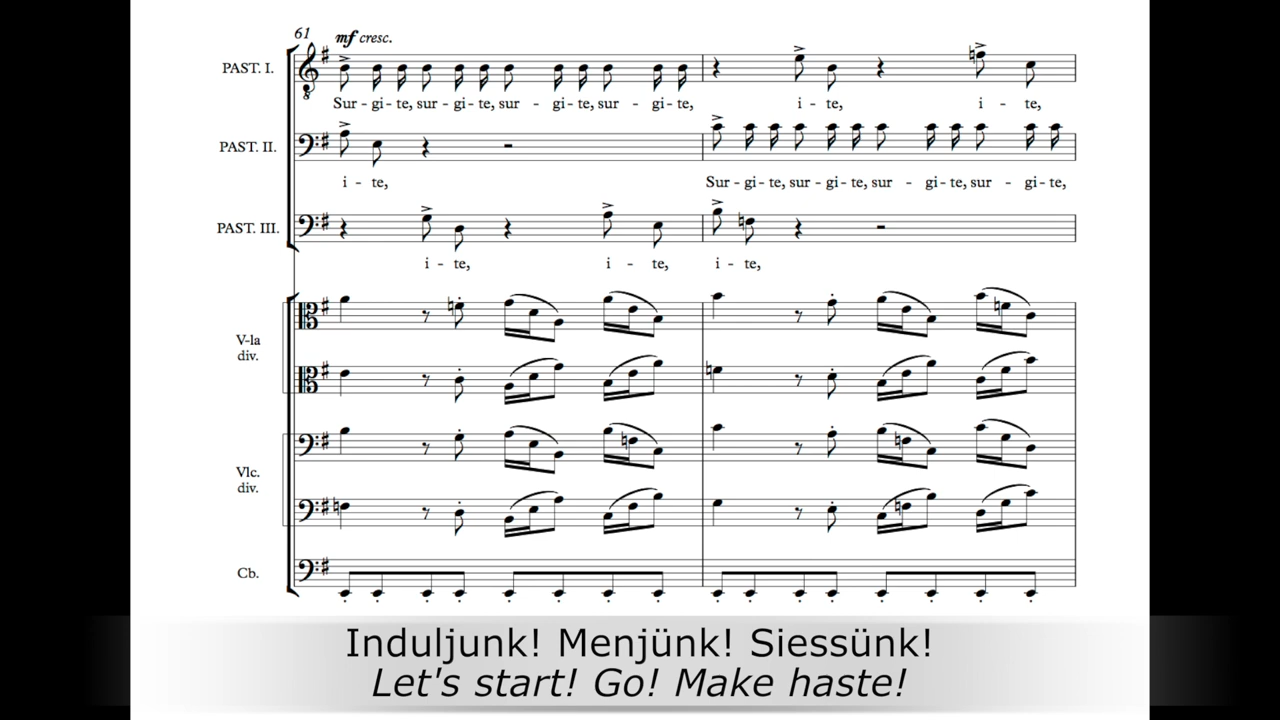 61
mf cresc.
PAST. I.
8
Sur - gi - te, sur - gi - te, sur - gi - te, sur - gi - te, i - te, i - te,
PAST. II.
i - te, Sur - gi - te, sur - gi - te, sur - gi - te, sur - gi - te,
PAST. III.
i - te, i - te, i - te,
V-la
div.
Vlc.
div.
Cb.
Induljunk! Menjünk! Siessünk!
Let's start! Go! Make haste!